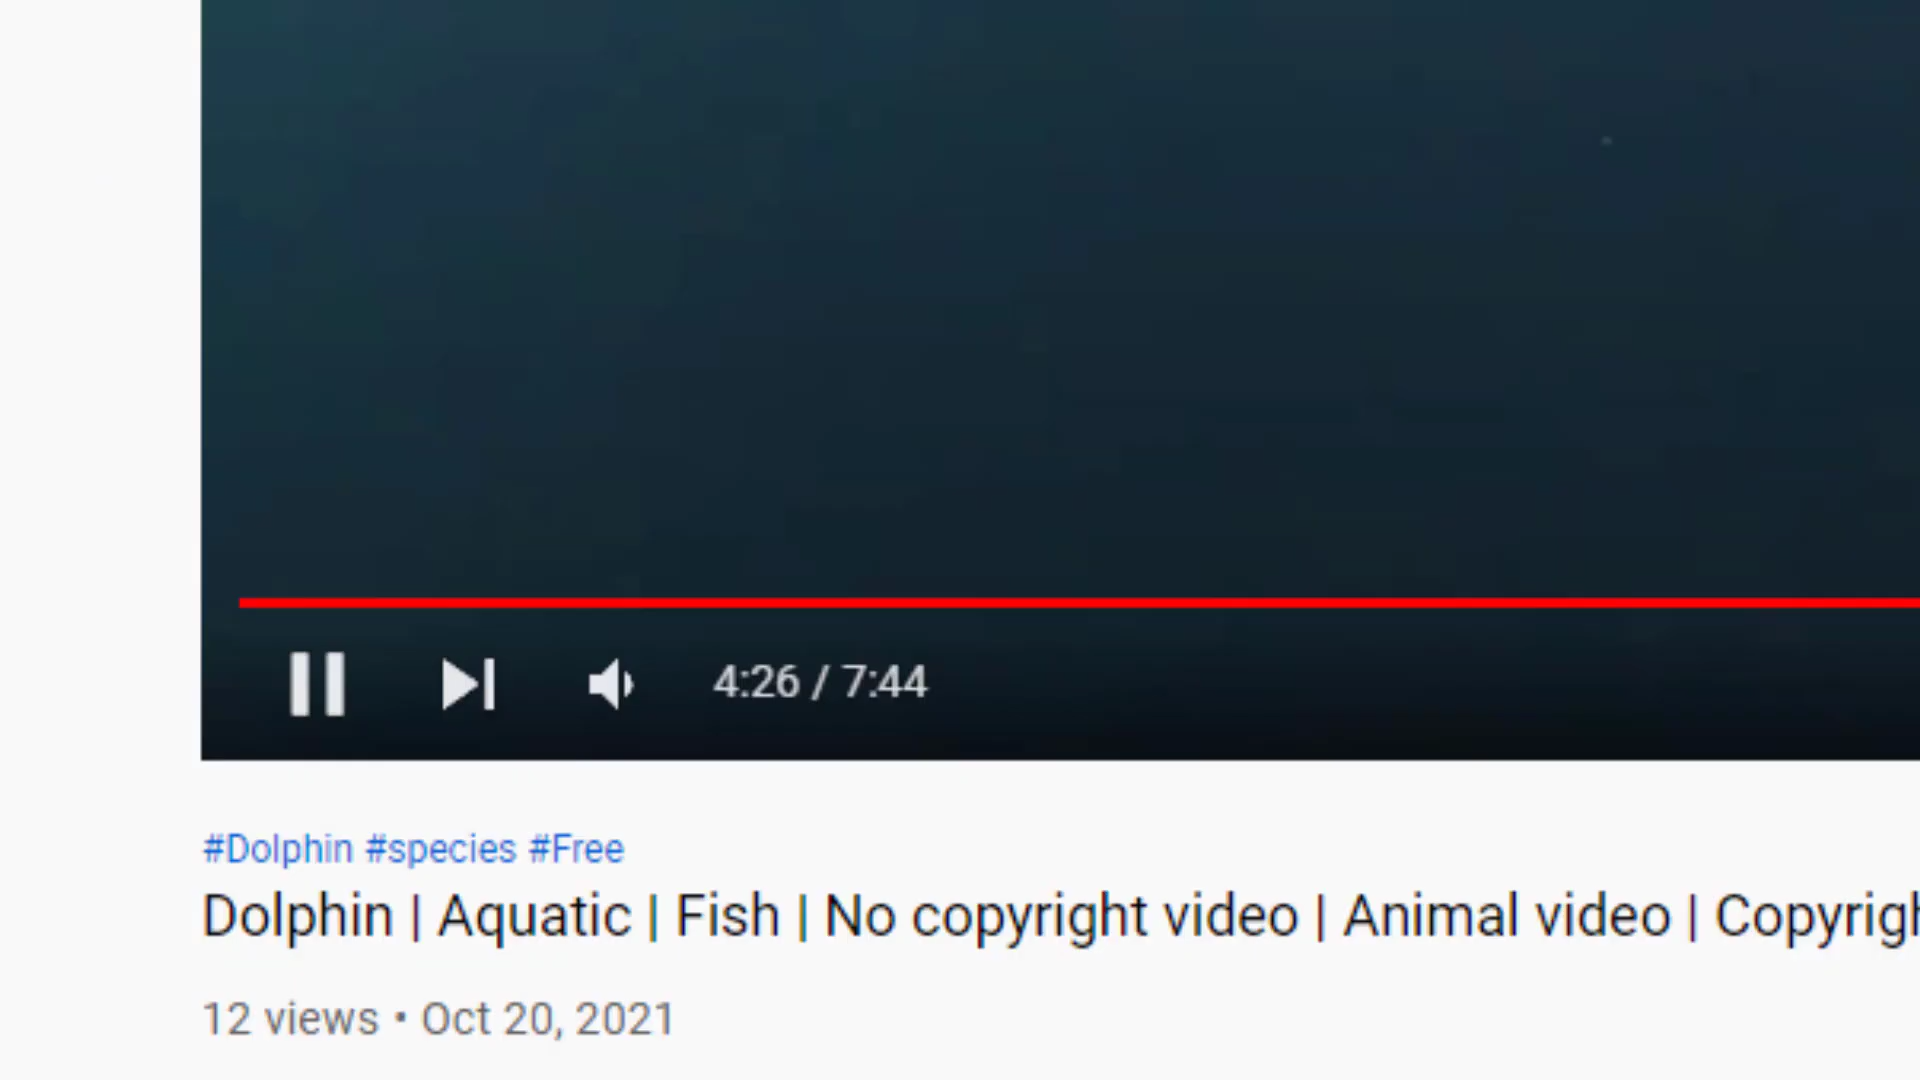 4:26 / 7:44
#Dolphin #species #Free
Dolphin | Aquatic | Fish | No copyright video | Animal video | Copyrigh
12 views • Oct 20, 2021